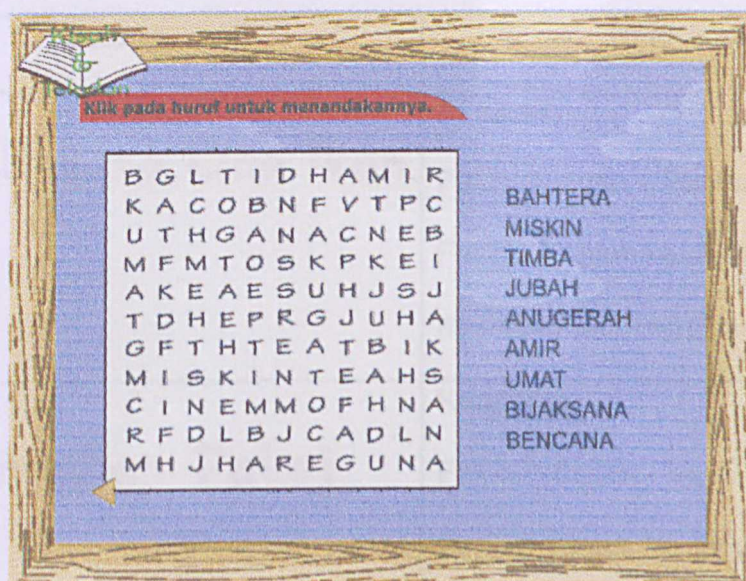 Klik pada huruf untuk menandakannya.
B G L T I D H A M I R
K A C O B N F V T P C
U T H G A N A C N E B
M F M T O S K P K E I
A K E A E S U H J S J
T D H E P R G J U H A
G F T H T E A T B I K
M I S K I N T E A H S
C I N E M M O F H N A
R F D L B J C A D L N
M H J H A R E G U N A
BAHTERA
MISKIN
TIMBA
JUBAH
ANUGERAH
AMIR
UMAT
BIJAKSANA
BENCANA